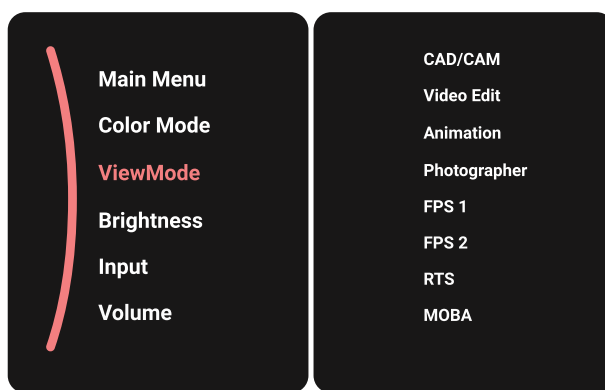 Main Menu
Color Mode
ViewMode
Brightness
Input
Volume
CAD/CAM
Video Edit
Animation
Photographer
FPS 1
FPS 2
RTS
MOBA